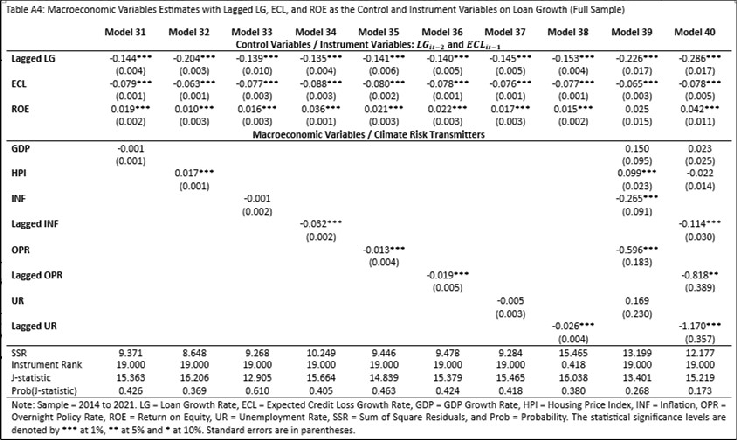 Table A4: Macroeconomic Variables Estimates with Lagged LG, ECL, and ROE as the Control and Instrument Variables on Loan Growth (Full Sample)
Model 31 Model 32 Model 33 Model 34 Model 35 Model 36 Model 37 Model 38 Model 39 Model 40
Control Variables / Instrument Variables: LGit−2 and ECLit−1
Lagged LG -0.144*** -0.204*** -0.139*** -0.135*** -0.141*** -0.140*** -0.145*** -0.153*** -0.226*** -0.286***
(0.004) (0.003) (0.010) (0.004) (0.006) (0.005) (0.005) (0.004) (0.017) (0.017)
ECL -0.079*** -0.063*** -0.077*** -0.088*** -0.080*** -0.078*** -0.076*** -0.077*** -0.065*** -0.078***
(0.001) (0.001) (0.003) (0.003) (0.002) (0.001) (0.001) (0.001) (0.003) (0.005)
ROE 0.019*** 0.010*** 0.016*** 0.036*** 0.021*** 0.022*** 0.017*** 0.015*** 0.025 0.042***
(0.002) (0.003) (0.003) (0.001) (0.003) (0.003) (0.003) (0.002) (0.015) (0.011)
Macroeconomic Variables / Climate Risk Transmitters
GDP -0.001 0.150 0.023
(0.001) (0.095) (0.025)
HPI 0.017*** 0.099*** -0.022
(0.001) (0.023) (0.014)
INF -0.001 -0.265***
(0.002) (0.091)
Lagged INF -0.032*** -0.114***
(0.002) (0.030)
OPR -0.013*** -0.596***
(0.004) (0.183)
Lagged OPR -0.019*** -0.818**
(0.005) (0.389)
UR -0.005 0.169
(0.003) (0.230)
Lagged UR -0.026*** -1.170***
(0.004) (0.357)
SSR 9.371 8.648 9.268 10.249 9.446 9.478 9.284 15.465 13.199 12.177
Instrument Rank 19.000 19.000 19.000 19.000 19.000 19.000 19.000 0.418 19.000 19.000
J-statistic 15.363 16.206 12.905 15.664 14.839 15.379 15.465 16.038 13.401 15.219
Prob(J-statistic) 0.426 0.369 0.610 0.405 0.463 0.424 0.418 0.380 0.268 0.173
Note: Sample = 2014 to 2021. LG = Loan Growth Rate, ECL = Expected Credit Loss Growth Rate, GDP = GDP Growth Rate, HPI = Housing Price Index, INF = Inflation, OPR =
Overnight Policy Rate, ROE = Return on Equity, UR = Unemployment Rate, SSR = Sum of Square Residuals, and Prob = Probability. The statistical significance levels are
denoted by *** at 1%, ** at 5% and * at 10%. Standard errors are in parentheses.